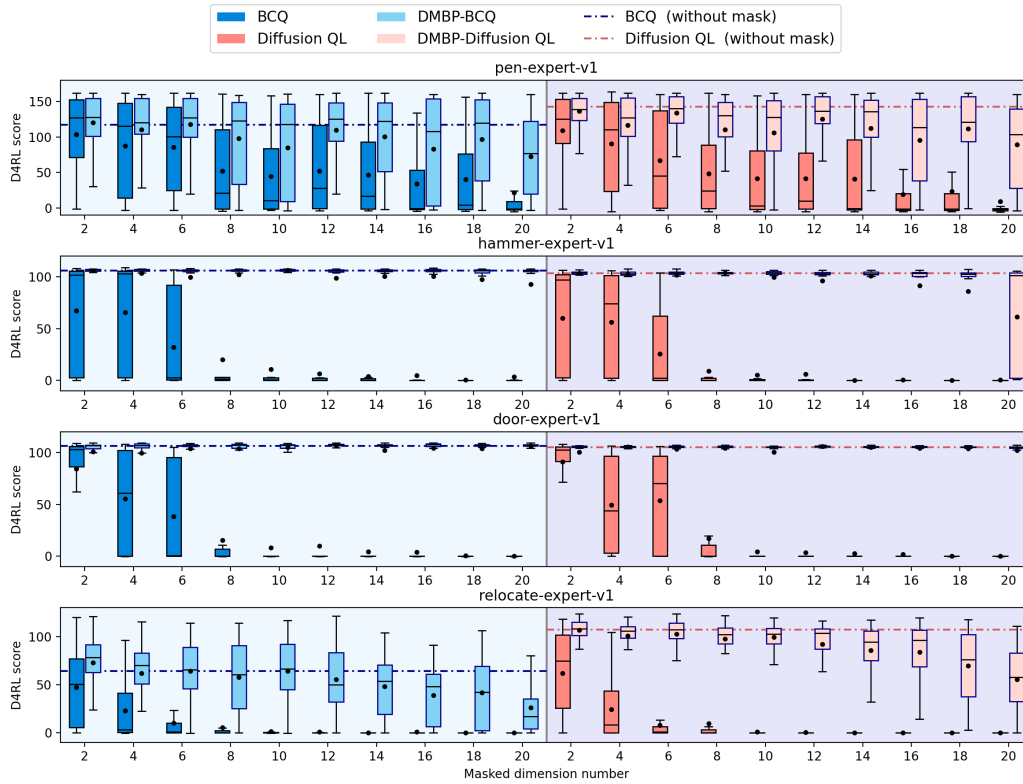 BCQ DMBP-BCQ BCQ (without mask)
Diffusion QL DMBP-Diffusion QL Diffusion QL (without mask)
pen-expert-v1
D4RL score
150
100
50
0
2 4 6 8 10 12 14 16 18 20 2 4 6 8 10 12 14 16 18 20
hammer-expert-v1
D4RL score
100
50
0
2 4 6 8 10 12 14 16 18 20 2 4 6 8 10 12 14 16 18 20
door-expert-v1
D4RL score
100
50
0
2 4 6 8 10 12 14 16 18 20 2 4 6 8 10 12 14 16 18 20
relocate-expert-v1
D4RL score
100
50
0
2 4 6 8 10 12 14 16 18 20 2 4 6 8 10 12 14 16 18 20
Masked dimension number